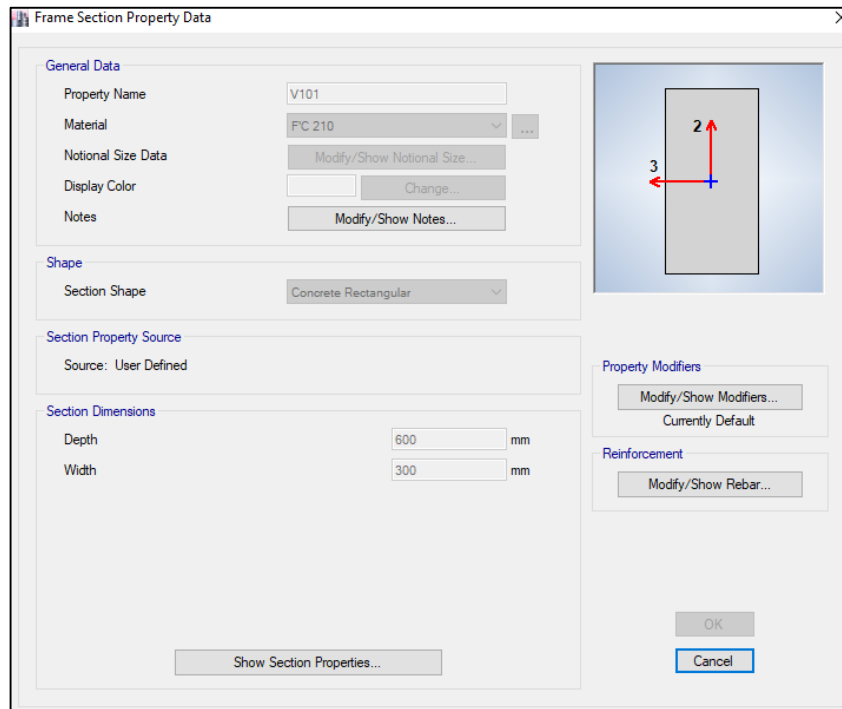 Frame Section Property Data
General Data
Property Name V101
Material F'C 210 ...
Notional Size Data Modify/Show Notional Size...
Display Color Change...
Notes Modify/Show Notes...
Shape
Section Shape Concrete Rectangular
Section Property Source
Source: User Defined
Section Dimensions
Depth 600 mm
Width 300 mm
Show Section Properties...
2
3
Property Modifiers
Modify/Show Modifiers...
Currently Default
Reinforcement
Modify/Show Rebar...
OK
Cancel